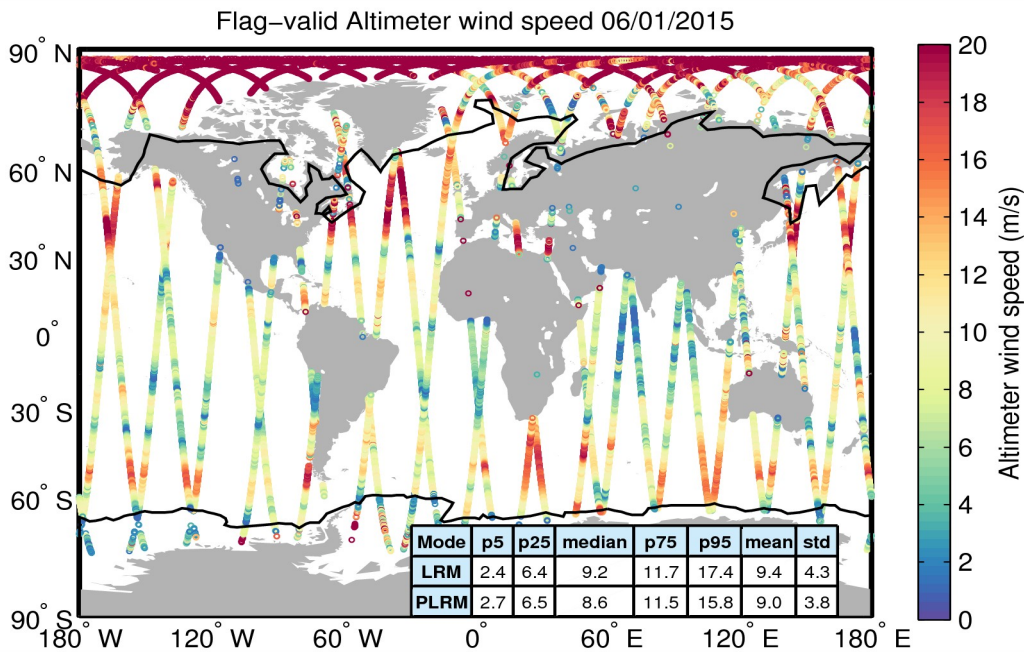 Flag−valid Altimeter wind speed 06/01/2015
90° N
60° N
30° N
0°
30° S
60° S
90° S
180° W
120° W
60° W
0°
60° E
120° E
180° E
Mode p5 p25 median p75 p95 mean std
LRM 2.4 6.4 9.2 11.7 17.4 9.4 4.3
PLRM 2.7 6.5 8.6 11.5 15.8 9.0 3.8
20
18
16
14
12
10
8
6
4
2
0
Altimeter wind speed (m/s)